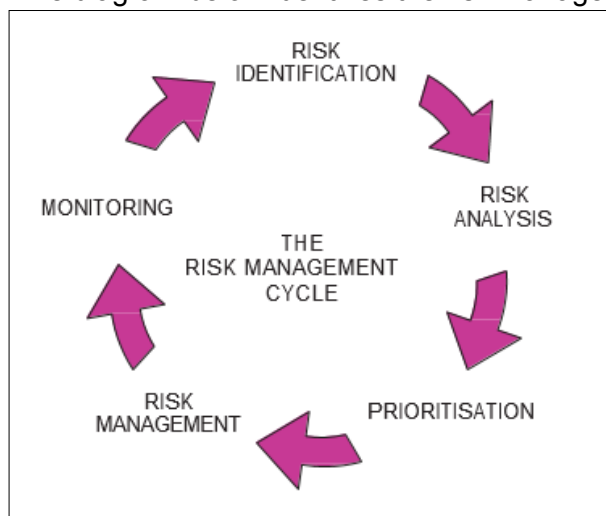 RISK
IDENTIFICATION
RISK
ANALYSIS
PRIORITISATION
RISK
MANAGEMENT
MONITORING
THE
RISK MANAGEMENT
CYCLE